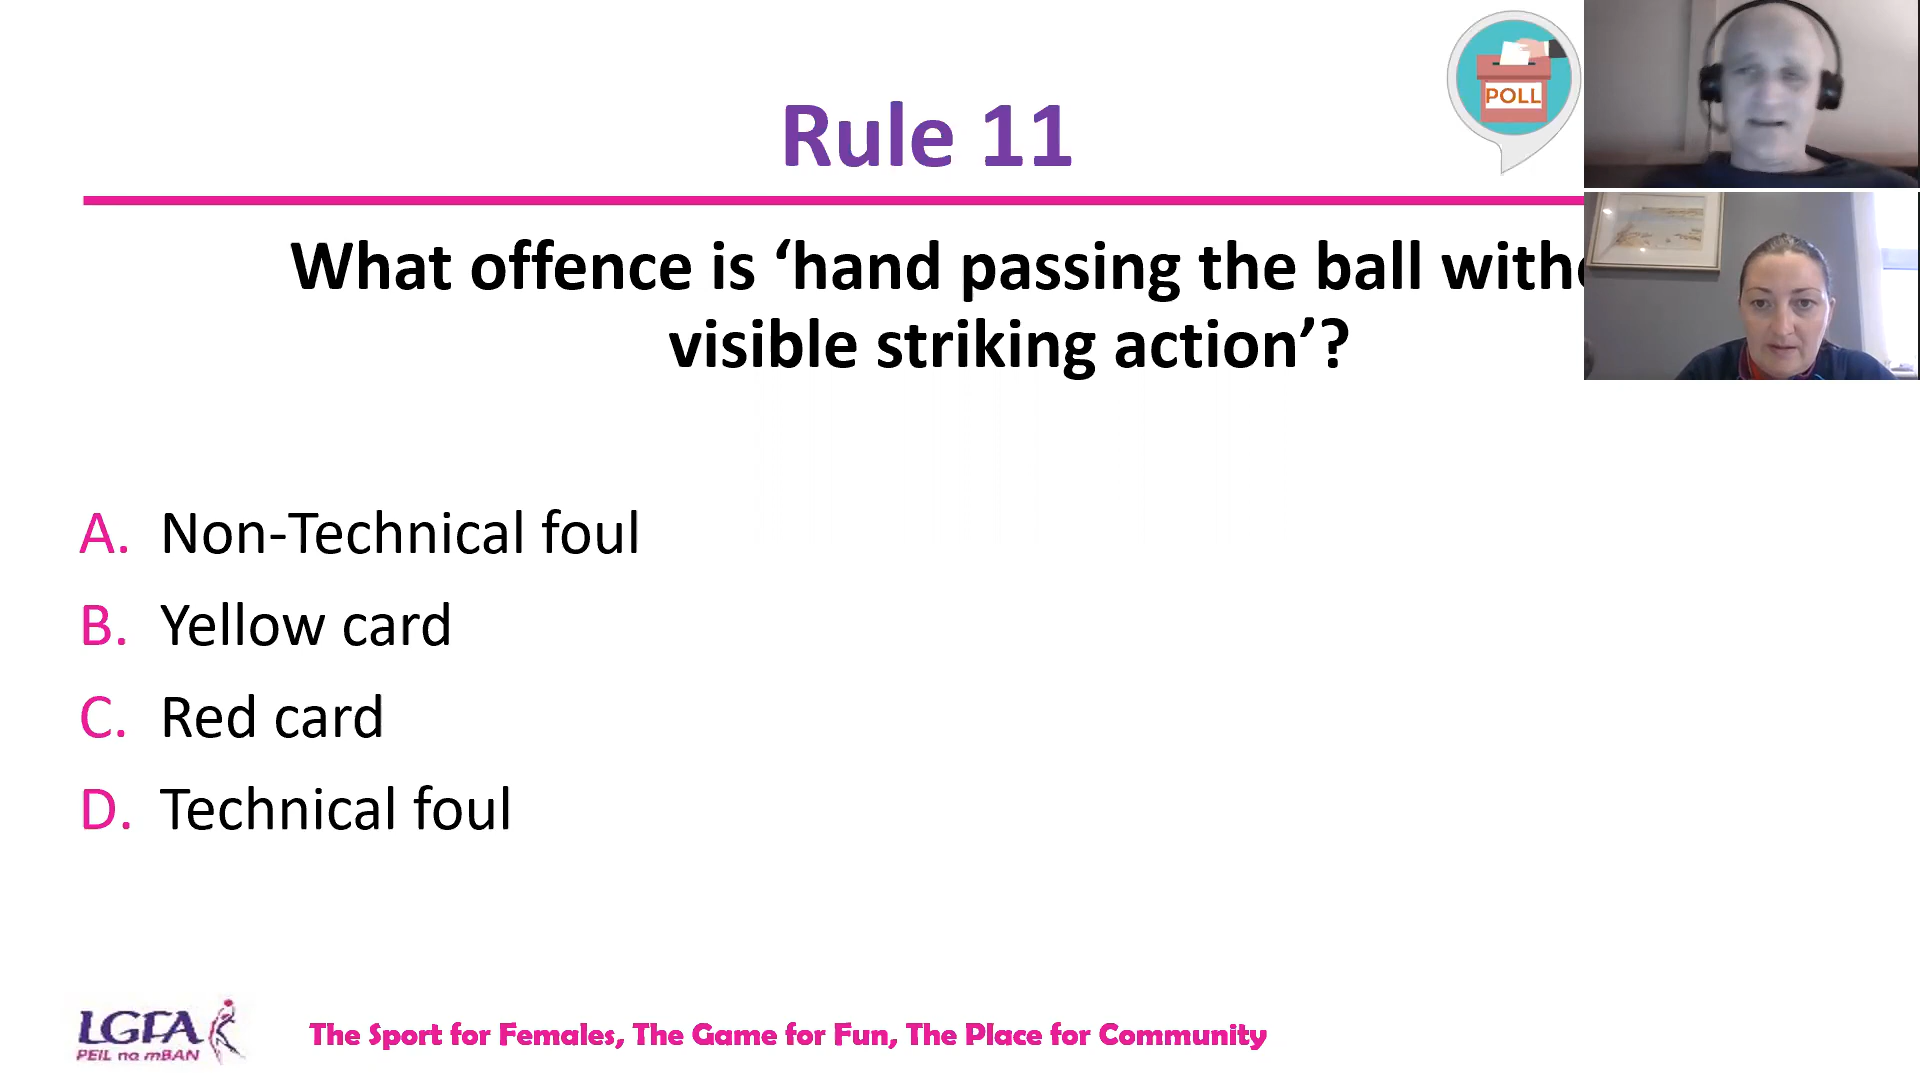 Rule 11
POLL
What offence is ‘hand passing the ball
visible striking action’?
A. Non-Technical foul
B. Yellow card
C. Red card
D. Technical foul
LGFA
PEIL na mBAN
The Sport for Females, The Game for Fun, The Place for Community